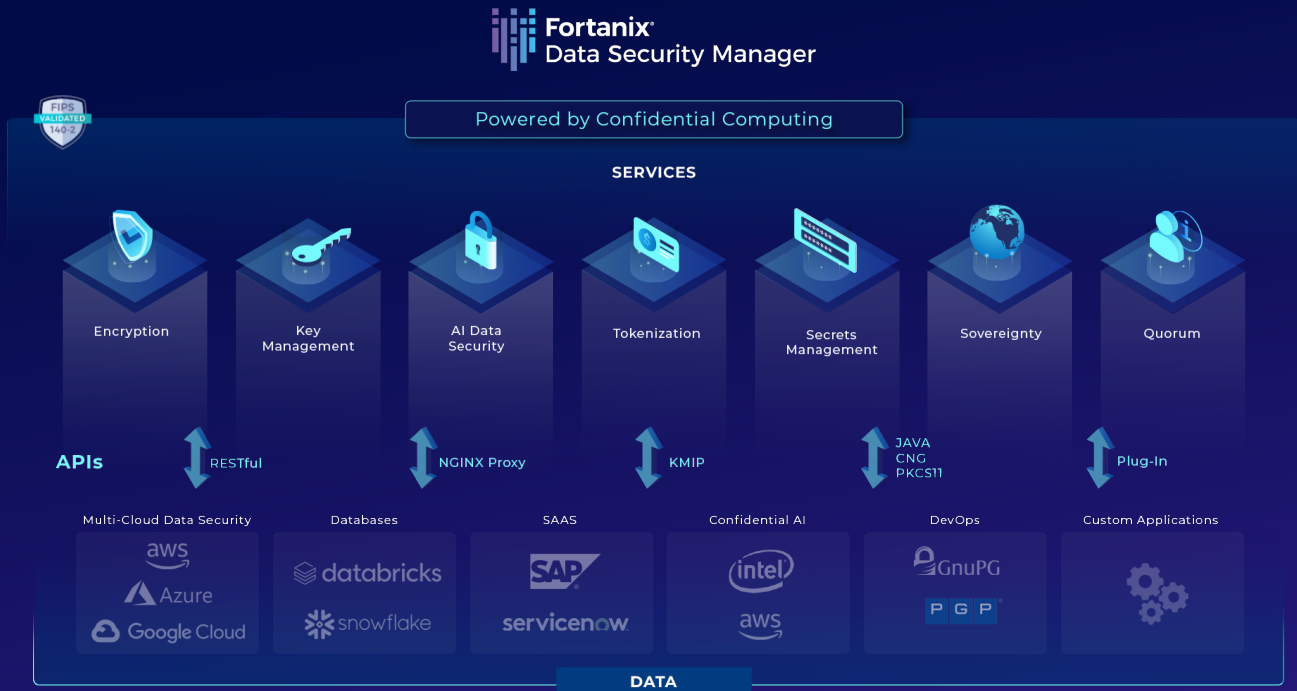 Fortanix®
Data Security Manager
FIPS
VALIDATED
140-2
Powered by Confidential Computing
SERVICES
Encryption
Key
Management
AI Data
Security
Tokenization
Secrets
Management
Sovereignty
Quorum
APIs
RESTful
NGINX Proxy
KMIP
JAVA
CNG
PKCS11
Plug-In
Multi-Cloud Data Security
aws
Azure
Google Cloud
Databases
databricks
snowflake
SAAS
SAP®
servicenow.
Confidential AI
intel
aws
DevOps
GnuPG
PGP®
Custom Applications
DATA